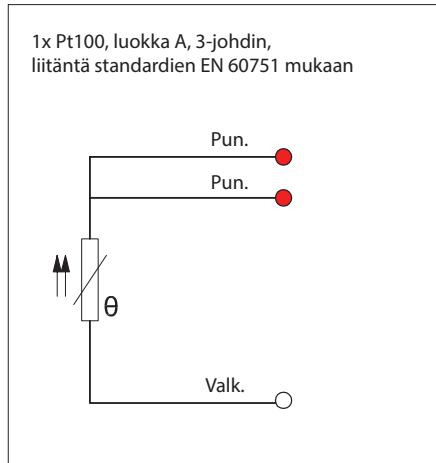 1x Pt100, luokka A, 3-johdin,
liitäntä standardien EN 60751 mukaan
Pun.
Pun.
θ
Valk.